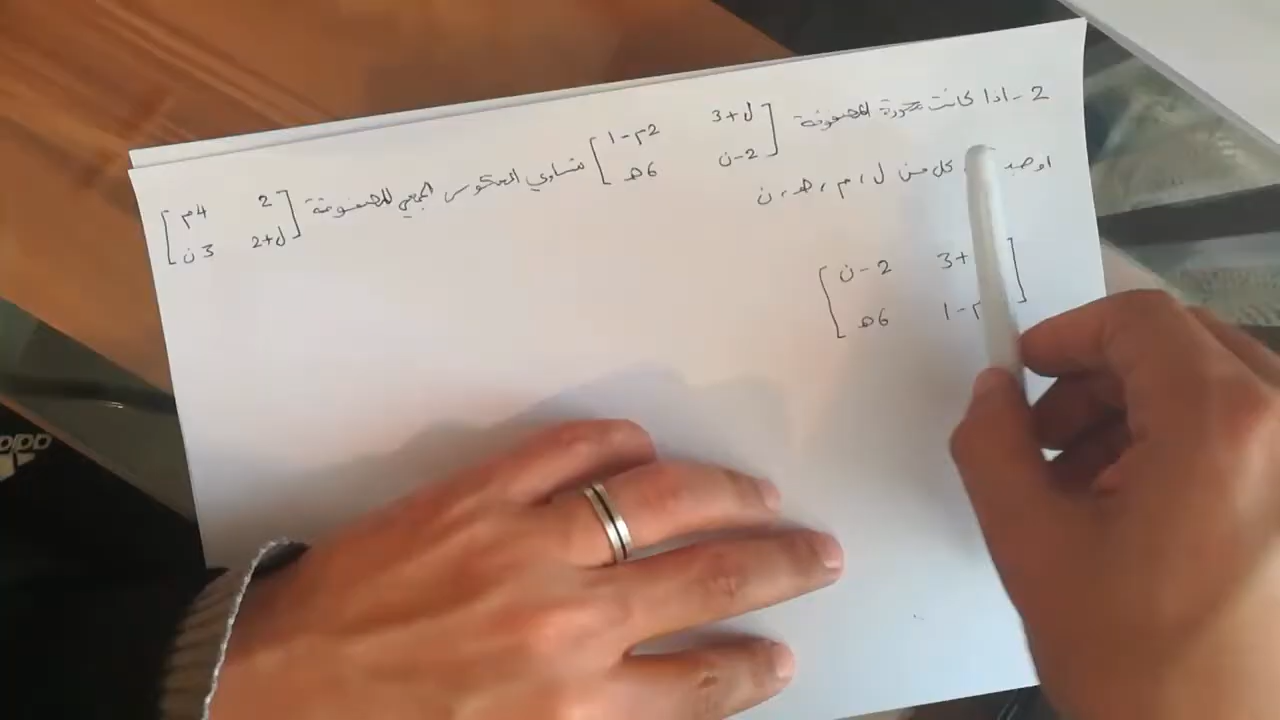 2 - اذا كانت محورة المصفوفة [ ل+3 2م-1 ن-2 6هـ ] تساوي المعكوس الجمعي للمصفوفة [ 2 4م ل+2 3ن ]
اوجد كل من ل ، م ، هـ ، ن
[ 3+ ن-2
م-1 6هـ ]